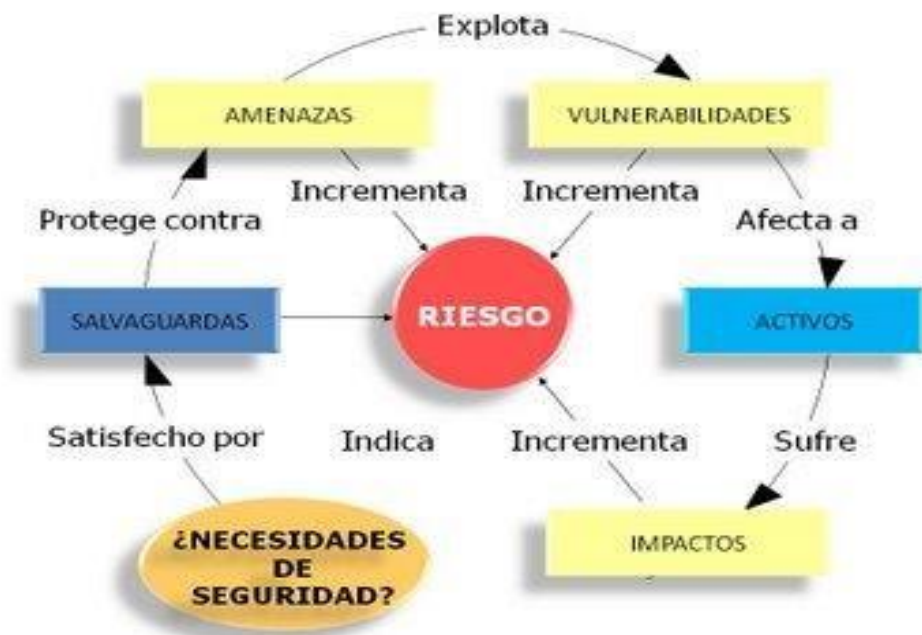 Explota
AMENAZAS
VULNERABILIDADES
Incrementa
Incrementa
Protege contra
Afecta a
SALVAGUARDAS
RIESGO
ACTIVOS
Satisfecho por
Indica
Incrementa
Sufre
¿NECESIDADES
DE
SEGURIDAD?
IMPACTOS